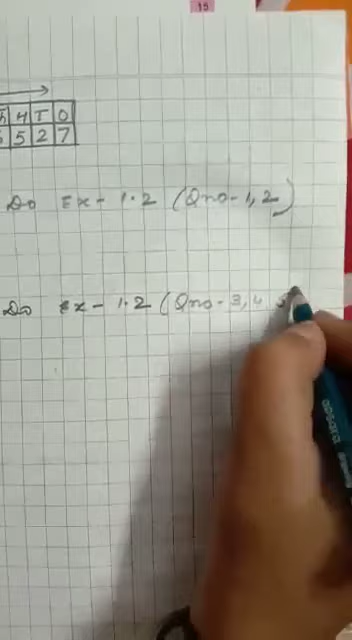 15
H T O
5 2 7
Do Ex - 1.2 (Qno - 1, 2)
Do Ex - 1.2 (Qno - 3, 4